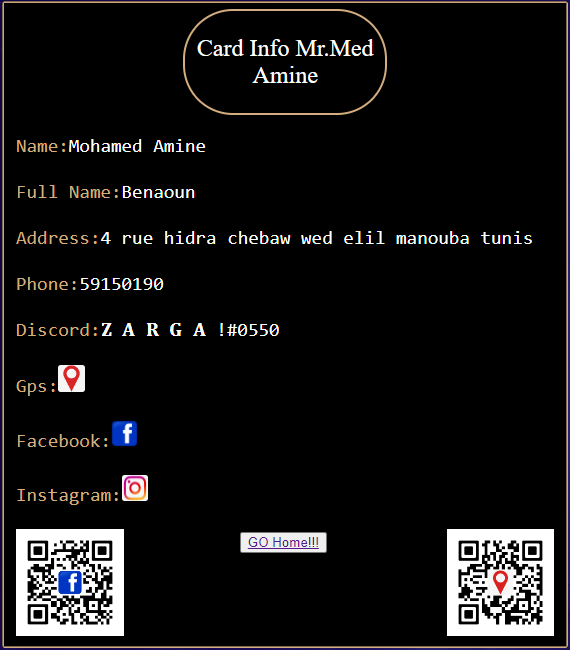 Card Info Mr.Med
Amine
Name:Mohamed Amine
Full Name:Benaoun
Address:4 rue hidra chebaw wed elil manouba tunis
Phone:59150190
Discord:Z A R G A !#0550
Gps:
Facebook:
Instagram:
GO Home!!!